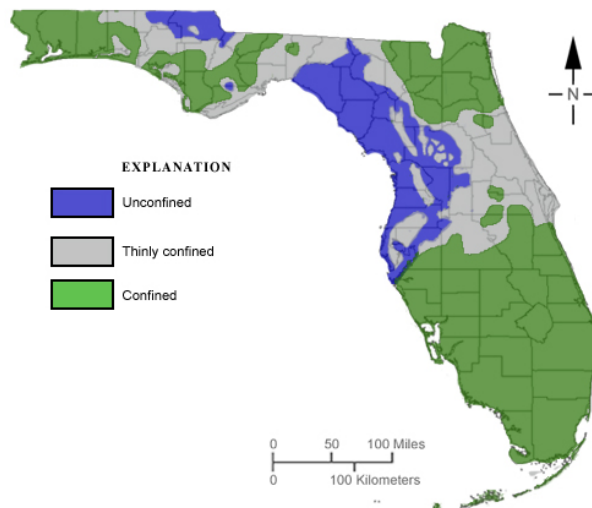 N
EXPLANATION
Unconfined
Thinly confined
Confined
0 50 100 Miles
0 100 Kilometers